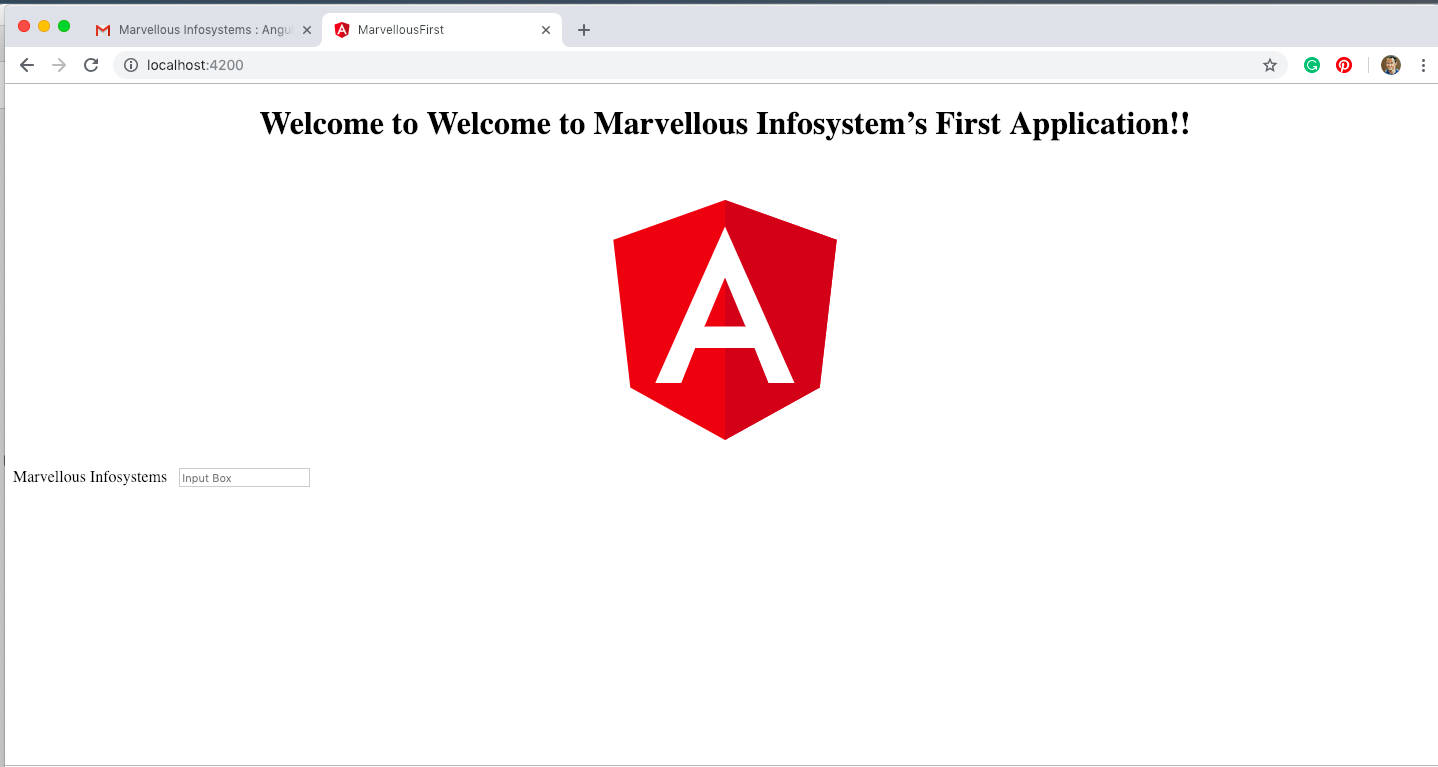 Marvellous Infosystems : Angu
MarvellousFirst
localhost:4200
Welcome to Welcome to Marvellous Infosystem’s First Application!!
A
Marvellous Infosystems
Input Box